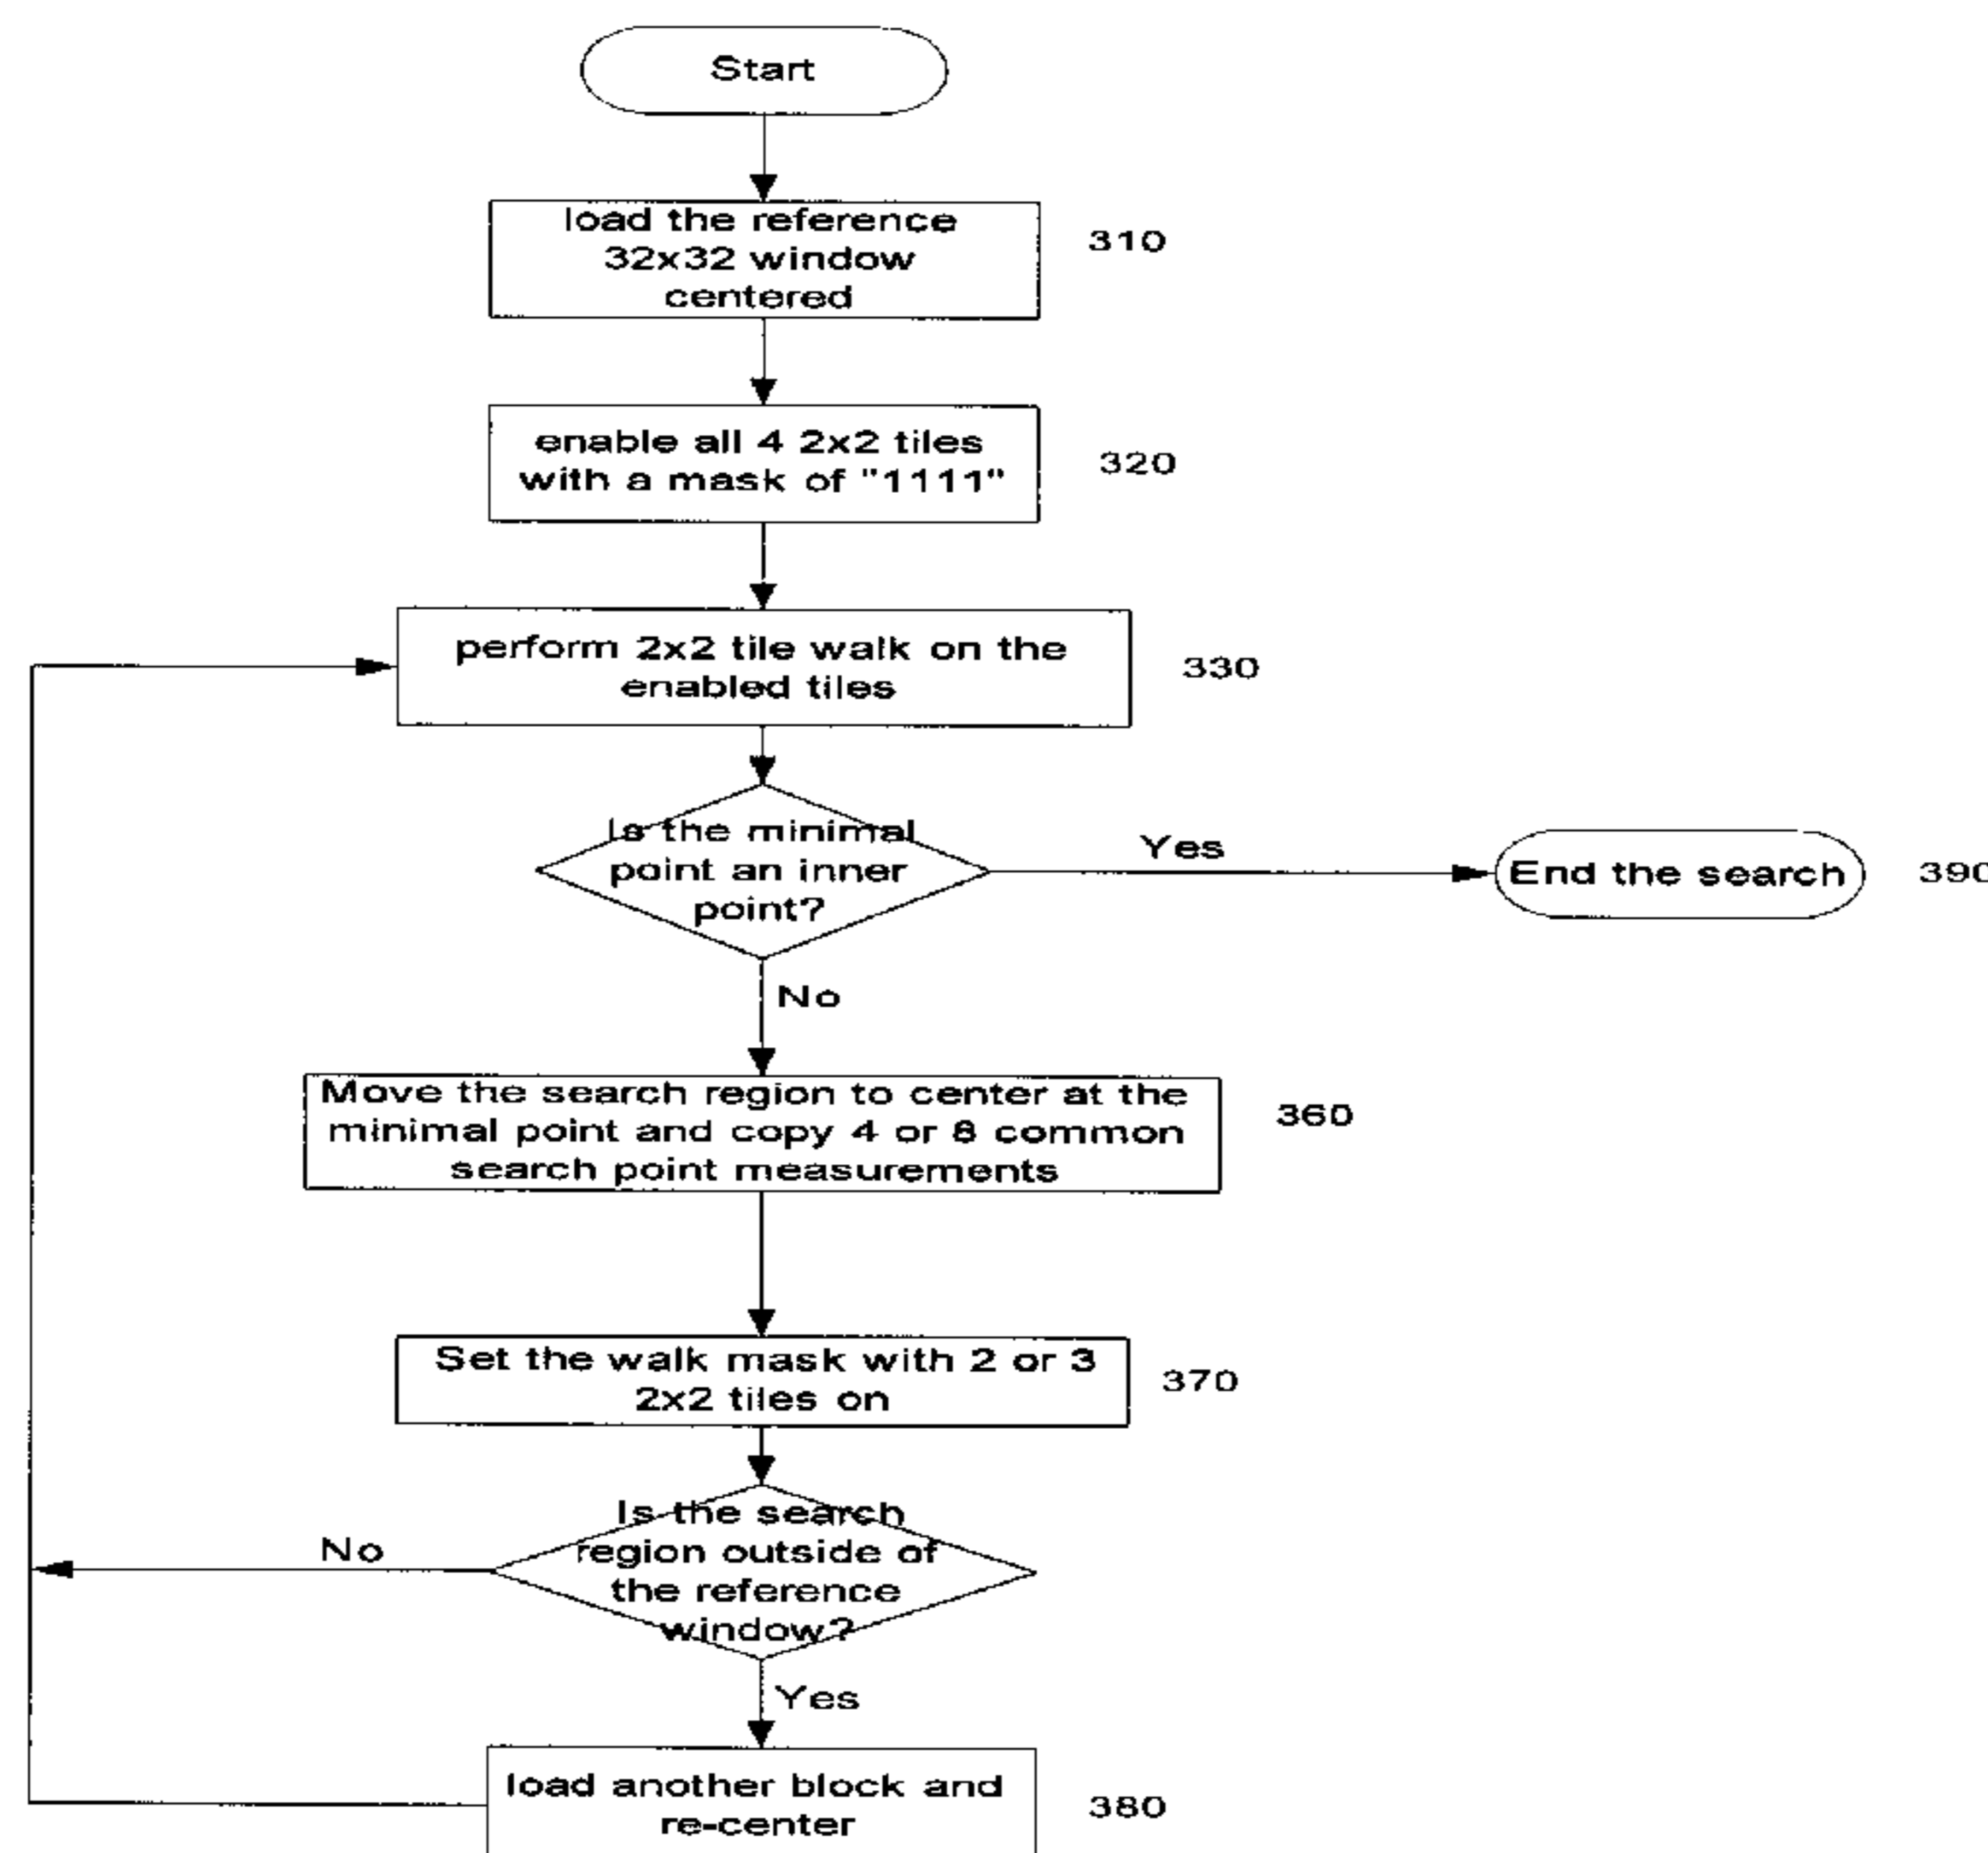 Start
load the reference
32x32 window
centered
310
enable all 4 2x2 tiles
with a mask of "1111"
320
perform 2x2 tile walk on the
enabled tiles
330
Is the minimal
point an inner
point?
Yes
End the search
390
No
Move the search region to center at the
minimal point and copy 4 or 8 common
search point measurements
360
Set the walk mask with 2 or 3
2x2 tiles on
370
Is the search
region outside of
the reference
window?
No
Yes
load another block and
re-center
380